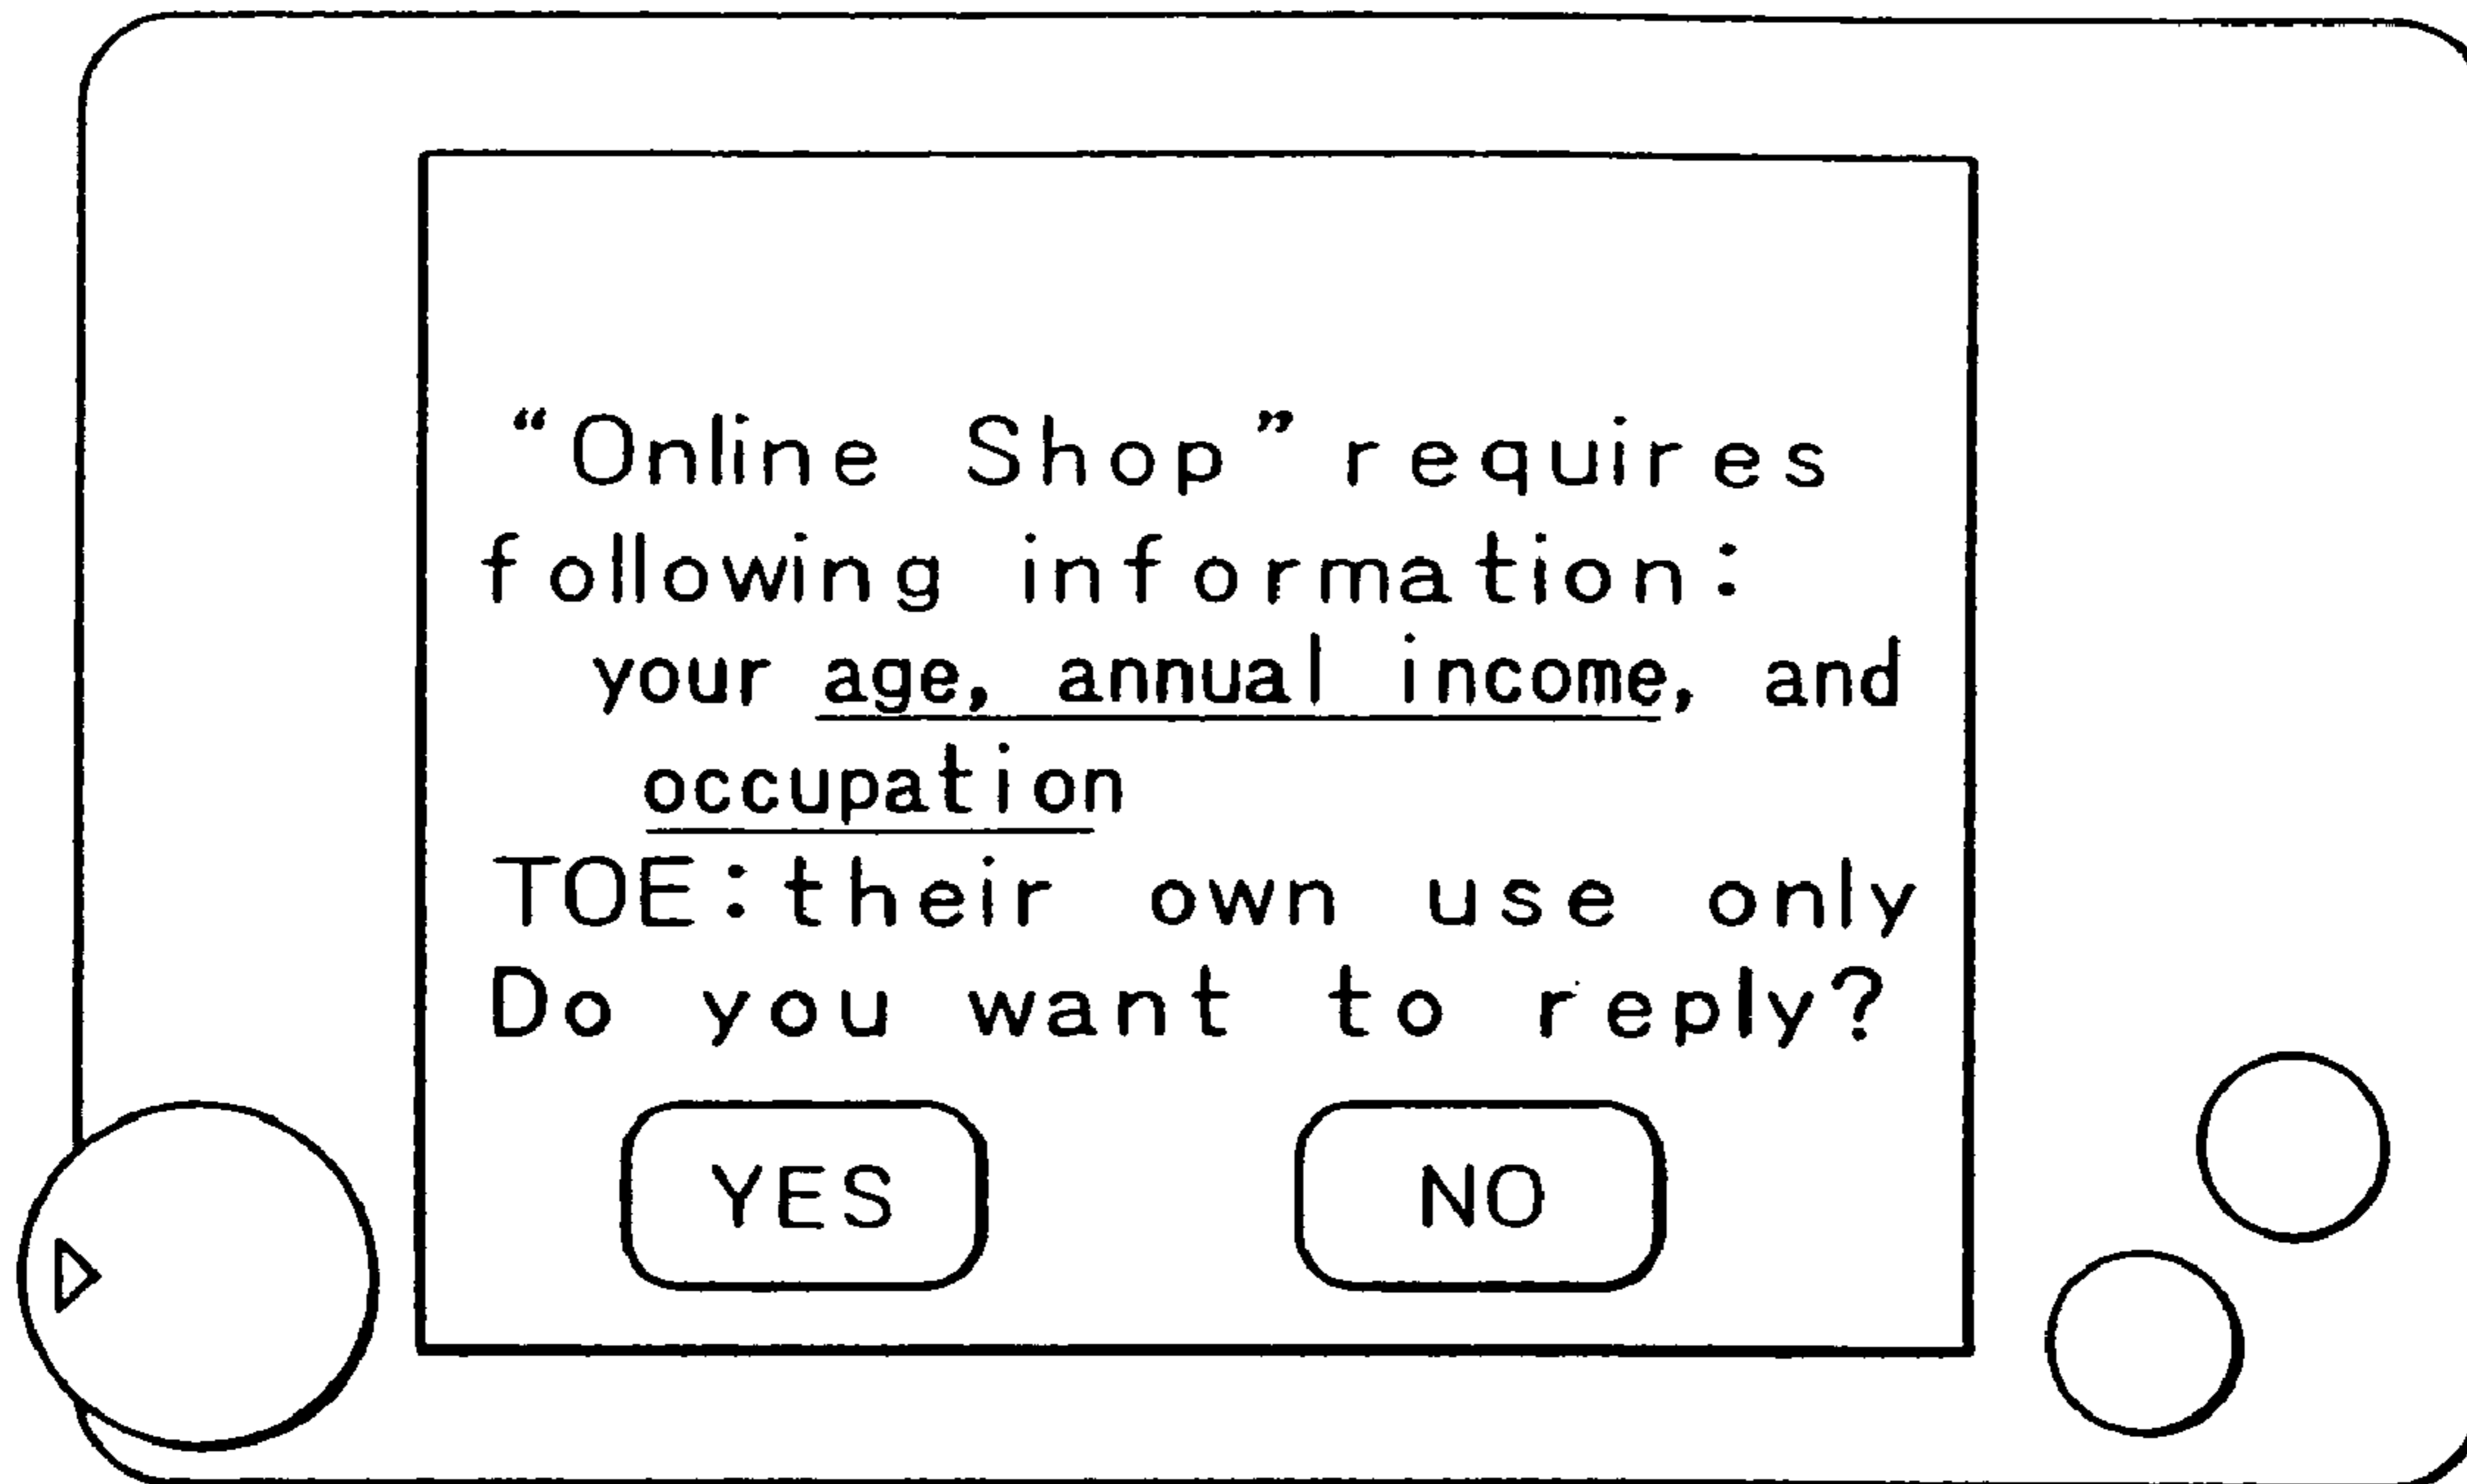 “Online Shop” requires
following information:
your age, annual income, and
occupation
TOE:their own use only
Do you want to reply?
YES NO